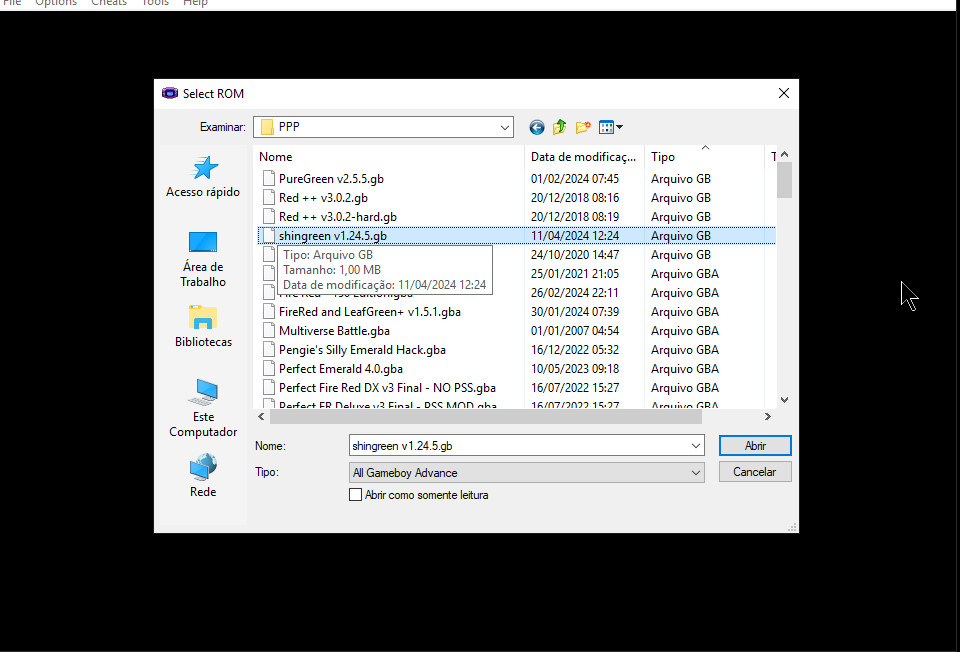 File Options Cheats Tools Help
Select ROM
Examinar: PPP
Nome Data de modificaç... Tipo T
PureGreen v2.5.5.gb 01/02/2024 07:45 Arquivo GB
Red ++ v3.0.2.gb 20/12/2018 08:16 Arquivo GB
Red ++ v3.0.2-hard.gb 20/12/2018 08:19 Arquivo GB
shingreen v1.24.5.gb 11/04/2024 12:24 Arquivo GB
24/10/2020 14:47 Arquivo GB
25/01/2021 21:05 Arquivo GBA
26/02/2024 22:11 Arquivo GBA
Tipo: Arquivo GB
Tamanho: 1,00 MB
Data de modificação: 11/04/2024 12:24
FireRed and LeafGreen+ v1.5.1.gba 30/01/2024 07:39 Arquivo GBA
Multiverse Battle.gba 01/01/2007 04:54 Arquivo GBA
Pengie's Silly Emerald Hack.gba 16/12/2022 05:32 Arquivo GBA
Perfect Emerald 4.0.gba 10/05/2023 09:18 Arquivo GBA
Perfect Fire Red DX v3 Final - NO PSS.gba 16/07/2022 15:27 Arquivo GBA
Perfect FR Deluxe v3 Final - PSS MOD.gba 16/07/2022 15:27 Arquivo GBA
Acesso rápido
Área de
Trabalho
Bibliotecas
Este
Computador
Rede
Nome: shingreen v1.24.5.gb Abrir
Tipo: All Gameboy Advance Cancelar
Abrir como somente leitura